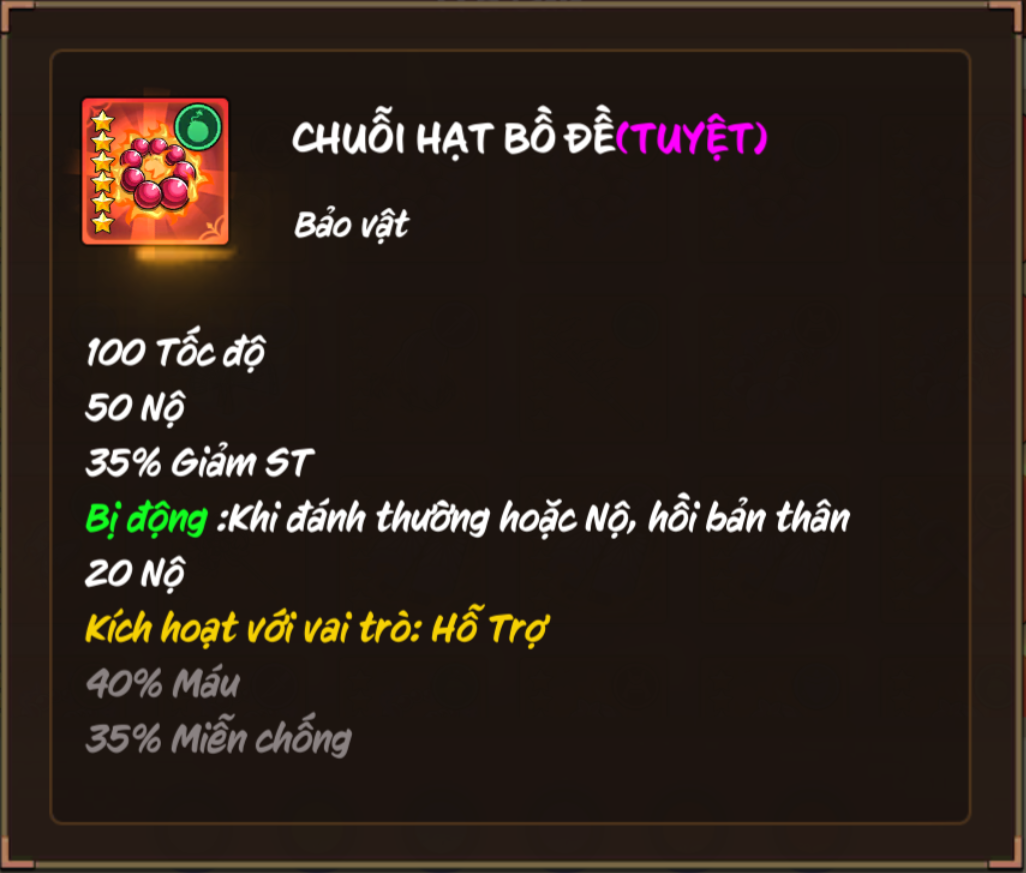 CHUỖI HẠT BỒ ĐỀ(TUYỆT)
Bảo vật
100 Tốc độ
50 Nộ
35% Giảm ST
Bị động :Khi đánh thường hoặc Nộ, hồi bản thân
20 Nộ
Kích hoạt với vai trò: Hỗ Trợ
40% Máu
35% Miễn chống